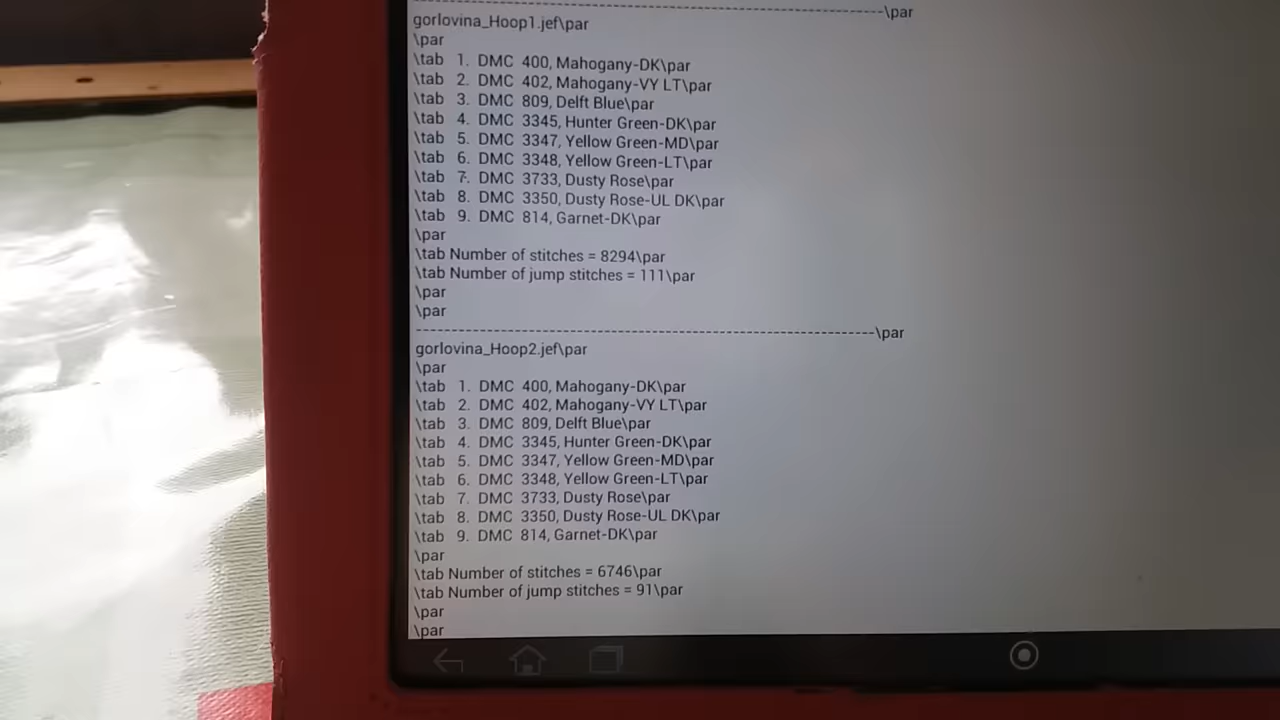 --------------------------------------------------------------------------------\par
gorlovina_Hoop1.jef\par
\par
\tab 1. DMC 400, Mahogany-DK\par
\tab 2. DMC 402, Mahogany-VY LT\par
\tab 3. DMC 809, Delft Blue\par
\tab 4. DMC 3345, Hunter Green-DK\par
\tab 5. DMC 3347, Yellow Green-MD\par
\tab 6. DMC 3348, Yellow Green-LT\par
\tab 7. DMC 3733, Dusty Rose\par
\tab 8. DMC 3350, Dusty Rose-UL DK\par
\tab 9. DMC 814, Garnet-DK\par
\par
\tab Number of stitches = 8294\par
\tab Number of jump stitches = 111\par
\par
\par
--------------------------------------------------------------------------------\par
gorlovina_Hoop2.jef\par
\par
\tab 1. DMC 400, Mahogany-DK\par
\tab 2. DMC 402, Mahogany-VY LT\par
\tab 3. DMC 809, Delft Blue\par
\tab 4. DMC 3345, Hunter Green-DK\par
\tab 5. DMC 3347, Yellow Green-MD\par
\tab 6. DMC 3348, Yellow Green-LT\par
\tab 7. DMC 3733, Dusty Rose\par
\tab 8. DMC 3350, Dusty Rose-UL DK\par
\tab 9. DMC 814, Garnet-DK\par
\par
\tab Number of stitches = 6746\par
\tab Number of jump stitches = 91\par
\par
\par